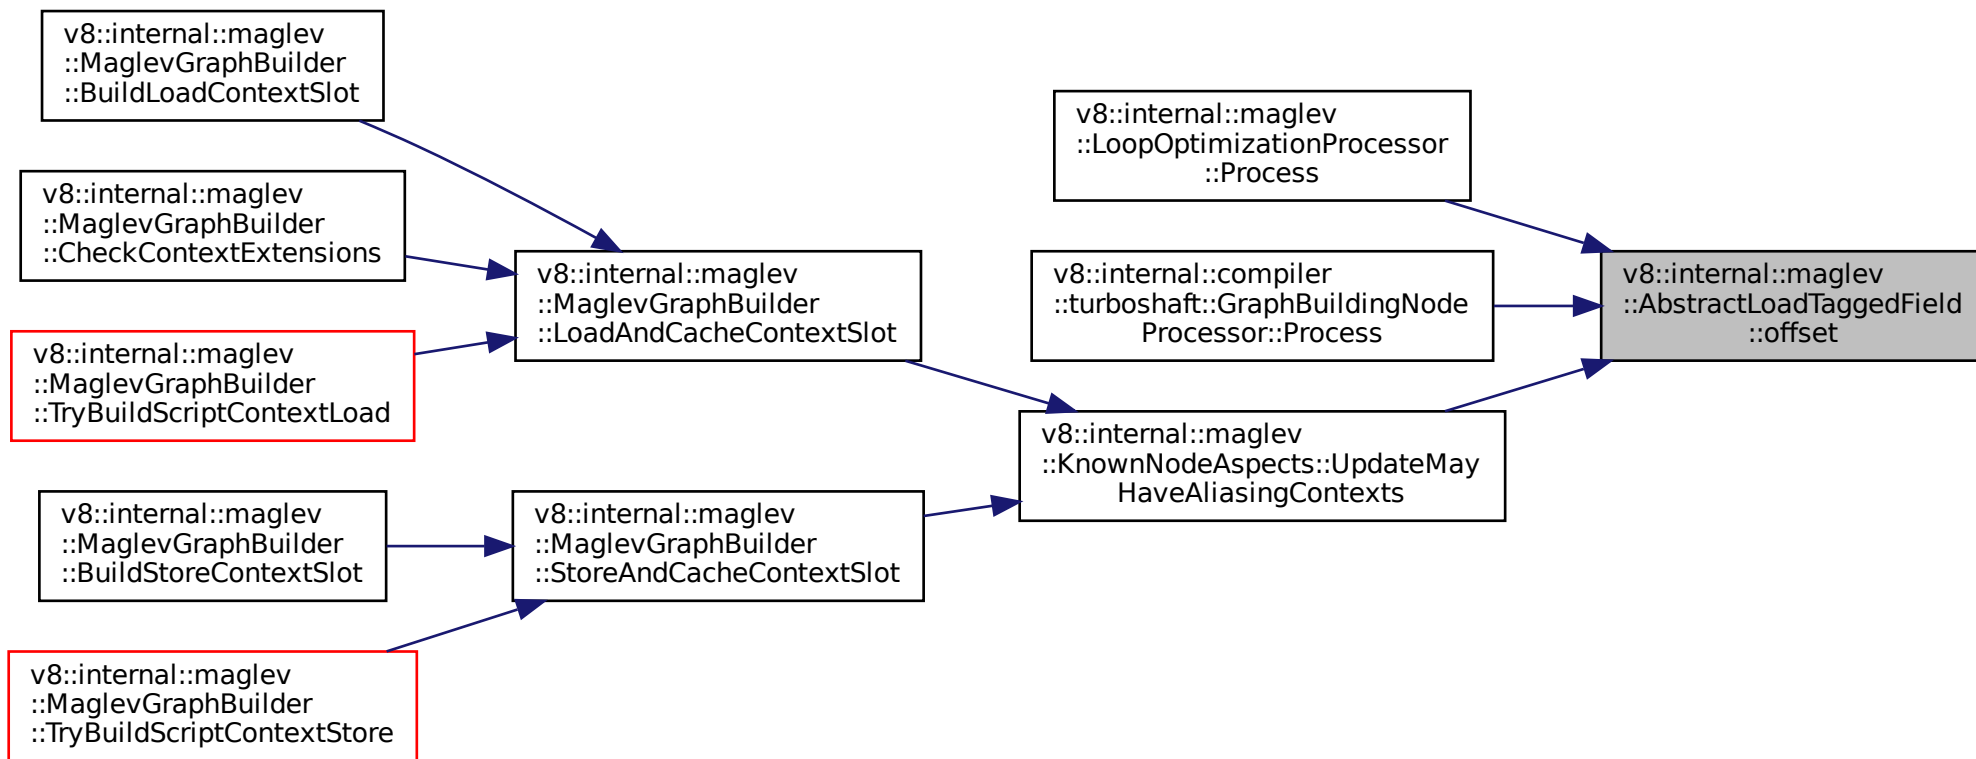 v8::internal::maglev
::MaglevGraphBuilder
::BuildLoadContextSlot
v8::internal::maglev
::MaglevGraphBuilder
::CheckContextExtensions
v8::internal::maglev
::MaglevGraphBuilder
::TryBuildScriptContextLoad
v8::internal::maglev
::MaglevGraphBuilder
::BuildStoreContextSlot
v8::internal::maglev
::MaglevGraphBuilder
::TryBuildScriptContextStore
v8::internal::maglev
::MaglevGraphBuilder
::LoadAndCacheContextSlot
v8::internal::maglev
::MaglevGraphBuilder
::StoreAndCacheContextSlot
v8::internal::maglev
::LoopOptimizationProcessor
::Process
v8::internal::compiler
::turboshaft::GraphBuildingNode
Processor::Process
v8::internal::maglev
::KnownNodeAspects::UpdateMay
HaveAliasingContexts
v8::internal::maglev
::AbstractLoadTaggedField
::offset